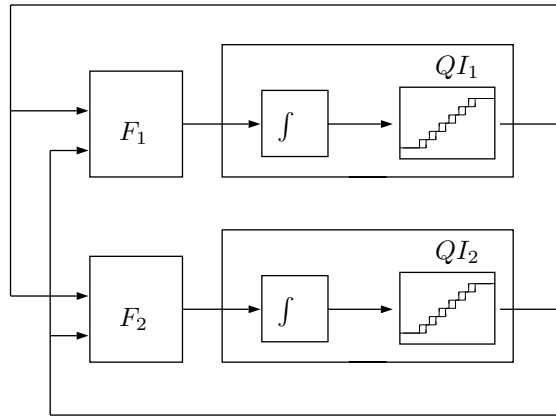 QI₁
F₁
∫
QI₂
F₂
∫